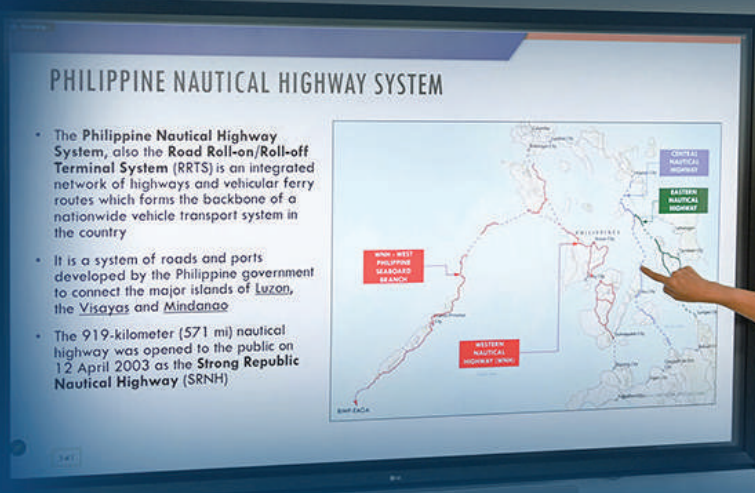 PHILIPPINE NAUTICAL HIGHWAY SYSTEM
• The Philippine Nautical Highway
System, also the Road Roll-on/Roll-off
Terminal System (RRTS) is an integrated
network of highways and vehicular ferry
routes which forms the backbone of a
nationwide vehicle transport system in
the country
• It is a system of roads and ports
developed by the Philippine government
to connect the major islands of Luzon,
the Visayas and Mindanao
• The 919-kilometer (571 mi) nautical
highway was opened to the public on
12 April 2003 as the Strong Republic
Nautical Highway (SRNH)
CENTRAL
NAUTICAL
HIGHWAY
EASTERN
NAUTICAL
HIGHWAY
PHILIPPINES
WNH - WEST
PHILIPPINE
SEABOARD
BRANCH
WESTERN
NAUTICAL
HIGHWAY (WNH)
BIMP-EAGA
LG